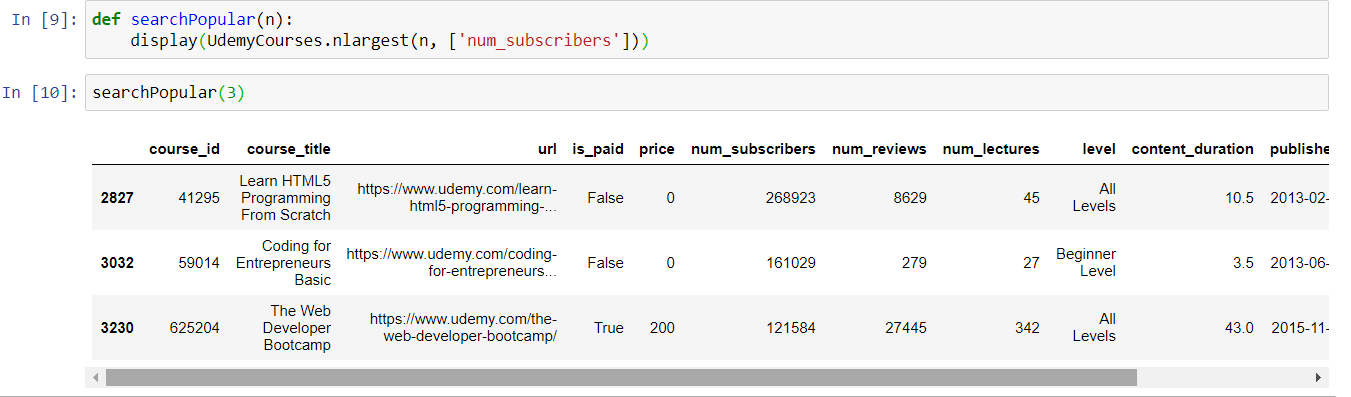 In [9]: def searchPopular(n):
display(UdemyCourses.nlargest(n, ['num_subscribers']))
In [10]: searchPopular(3)
course_id course_title url is_paid price num_subscribers num_reviews num_lectures level content_duration publishe
2827 41295 Learn HTML5 Programming From Scratch https://www.udemy.com/learn-html5-programming-... False 0 268923 8629 45 All Levels 10.5 2013-02-
3032 59014 Coding for Entrepreneurs Basic https://www.udemy.com/coding-for-entrepreneurs... False 0 161029 279 27 Beginner Level 3.5 2013-06-
3230 625204 The Web Developer Bootcamp https://www.udemy.com/the-web-developer-bootcamp/ True 200 121584 27445 342 All Levels 43.0 2015-11-